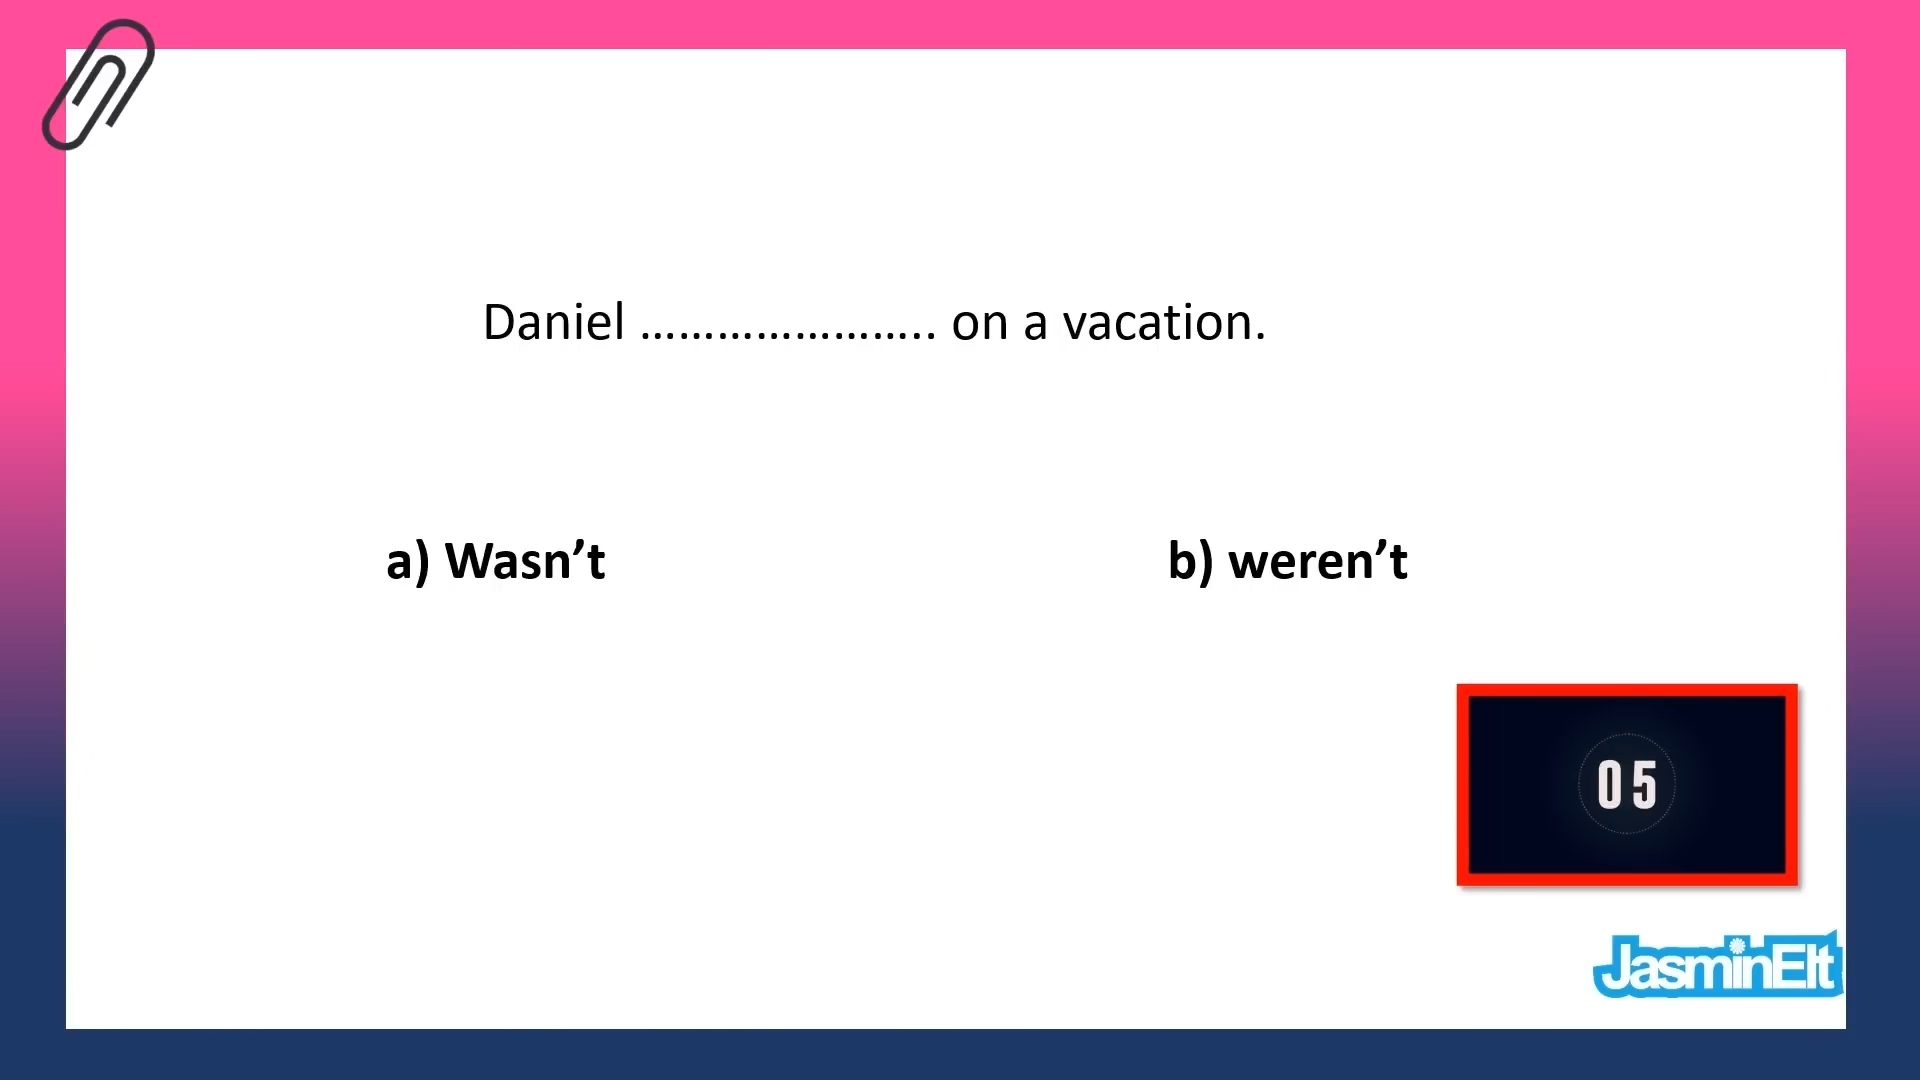 Daniel ………………….. on a vacation.
a) Wasn’t
b) weren’t
05
JasminElt